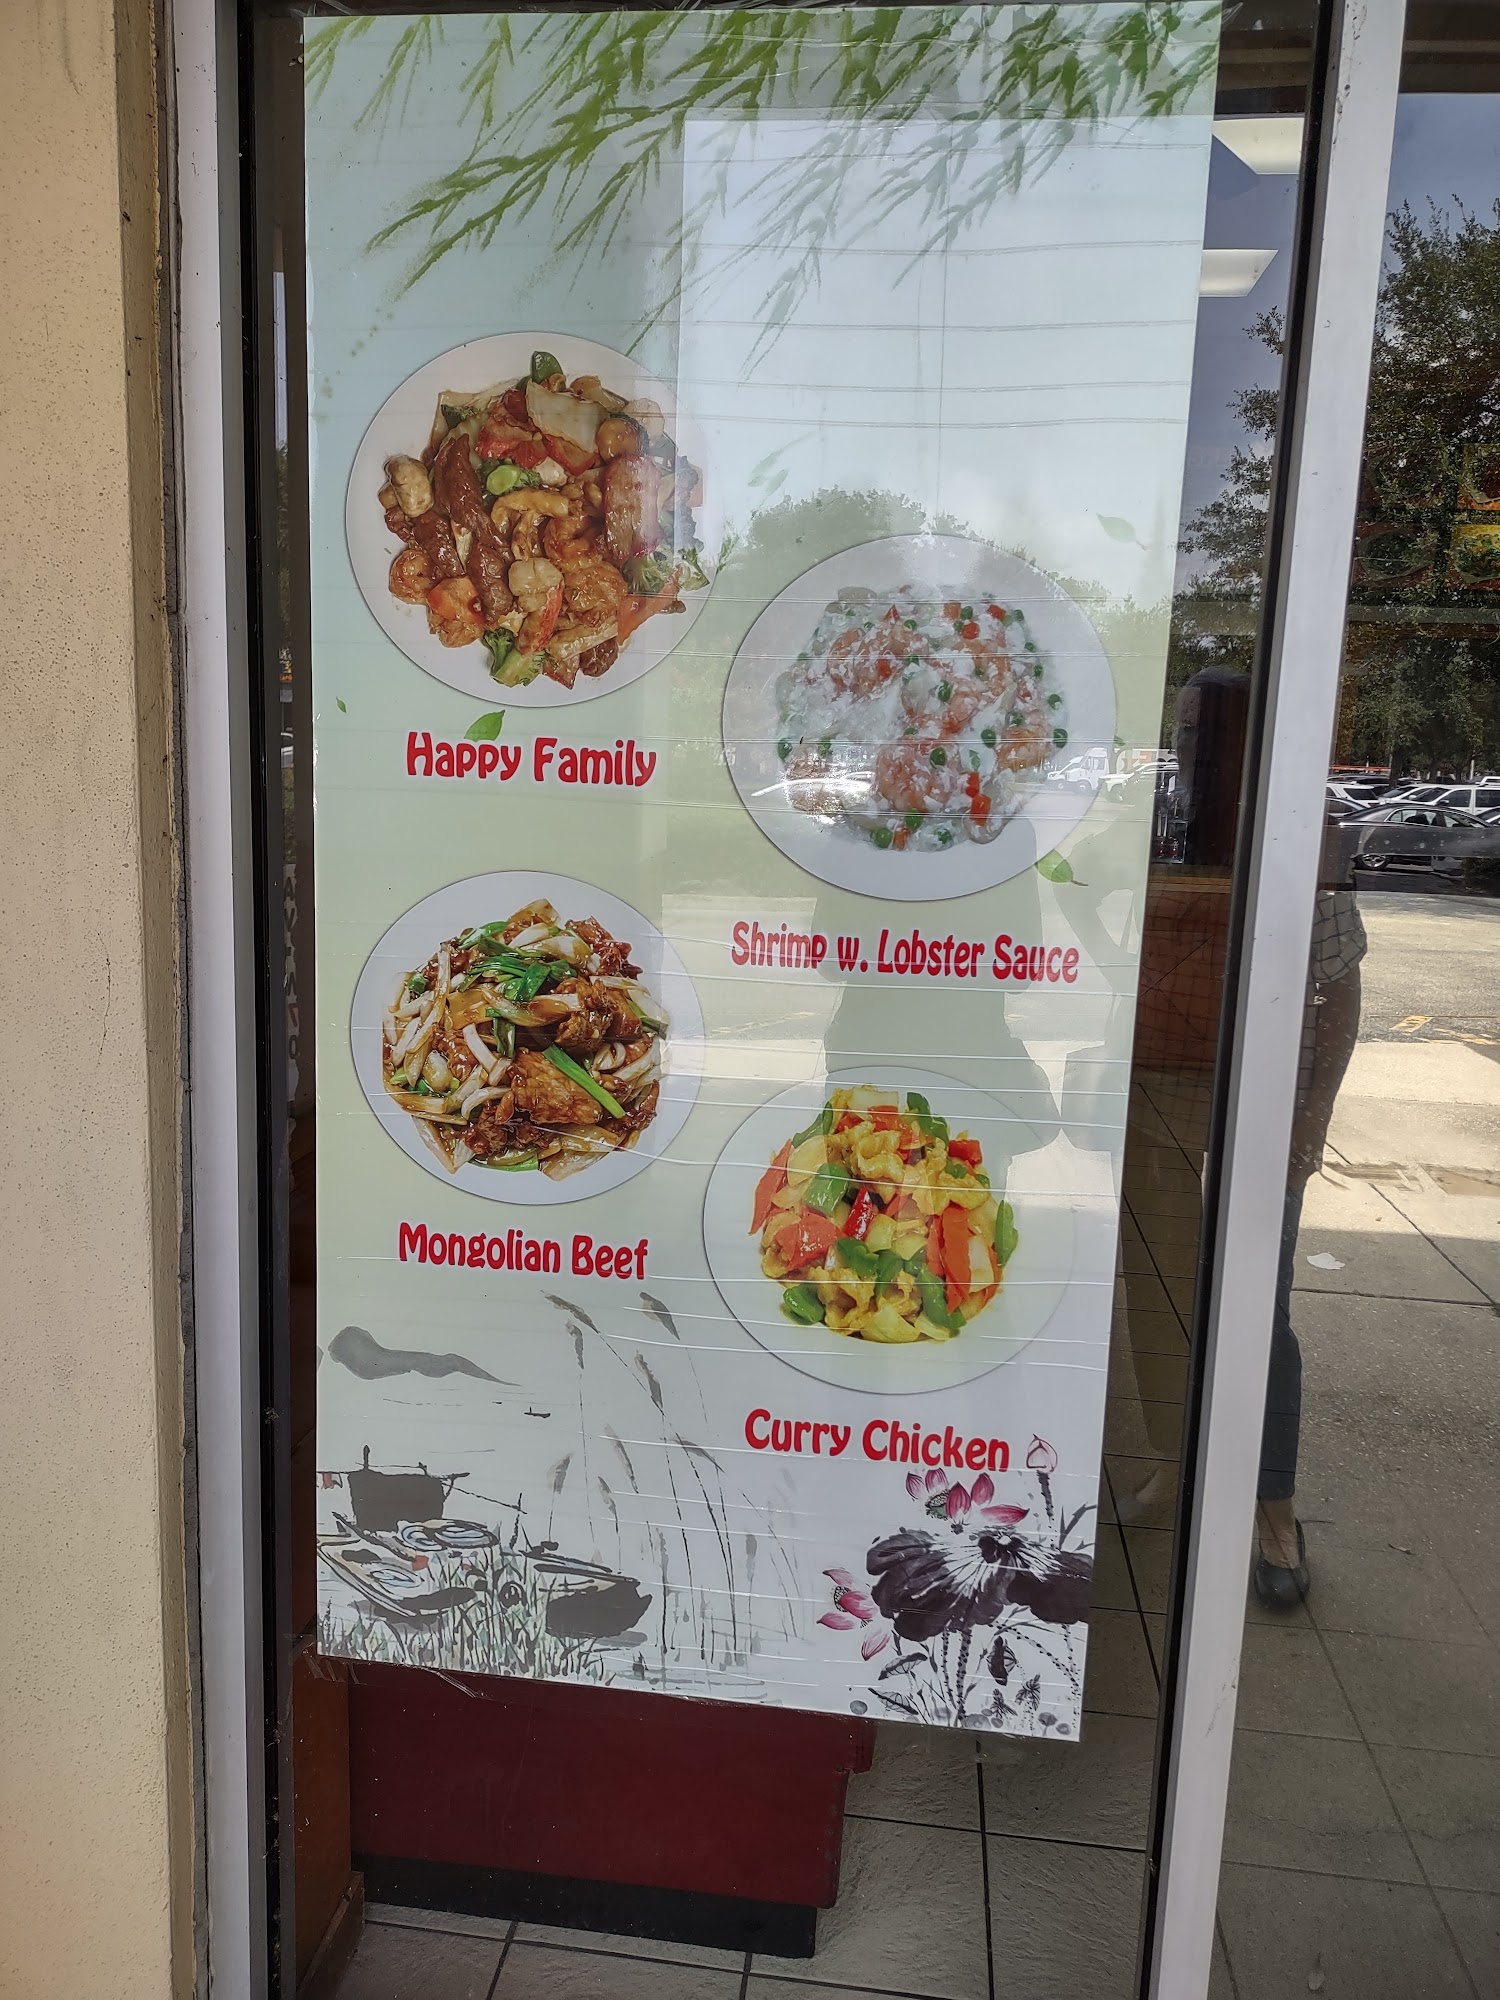 Happy Family
Shrimp w. Lobster Sauce
Mongolian Beef
Curry Chicken